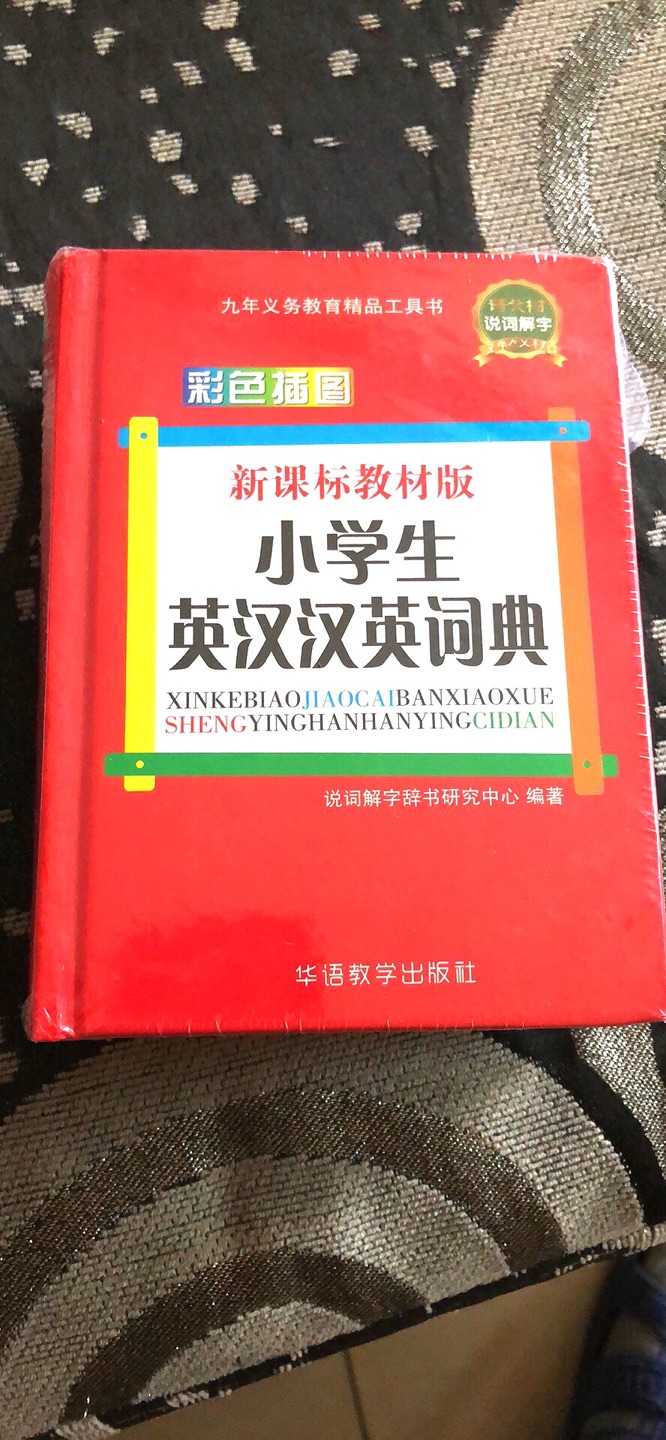 九年义务教育精品工具书
说词解字
彩色插图
新课标教材版
小学生
英汉汉英词典
XINKEBIAOJIAOCAIBANXIAOXUE
SHENGYINGHANHANYINGCIDIAN
说词解字辞书研究中心 编著
华语教学出版社